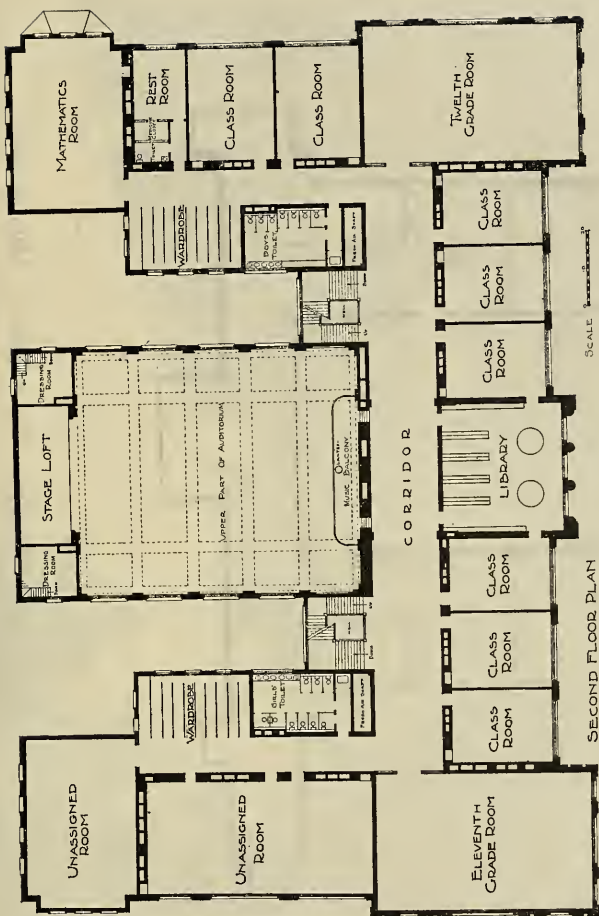 MATHEMATICS
ROOM
REST
ROOM
CLASS ROOM
CLASS ROOM
TWELTH
GRADE ROOM
WARDROBE
BOYS
TOILET
FRESH AIR SHAFT
DRESSING
ROOM
STAGE LOFT
DRESSING
ROOM
UPPER PART OF AUDITORIUM
MUSIC BALCONY
CORRIDOR
CLASS
ROOM
CLASS
ROOM
CLASS
ROOM
LIBRARY
CLASS
ROOM
CLASS
ROOM
CLASS
ROOM
WARDROBE
GIRLS'
TOILET
FRESH AIR SHAFT
UNASSIGNED
ROOM
UNASSIGNED
ROOM
ELEVENTH
GRADE ROOM
SCALE
SECOND FLOOR PLAN